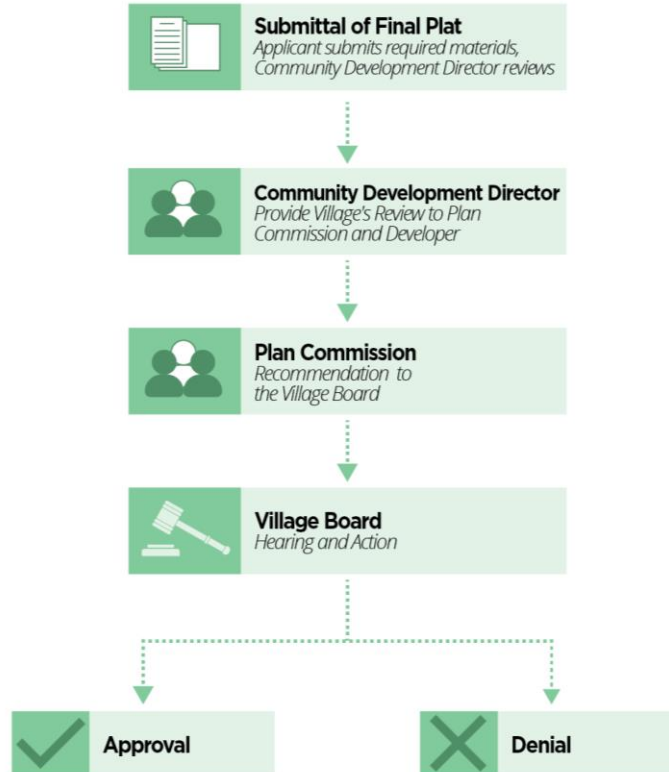 Submittal of Final Plat
Applicant submits required materials,
Community Development Director reviews
Community Development Director
Provide Village's Review to Plan
Commission and Developer
Plan Commission
Recommendation to
the Village Board
Village Board
Hearing and Action
Approval
Denial